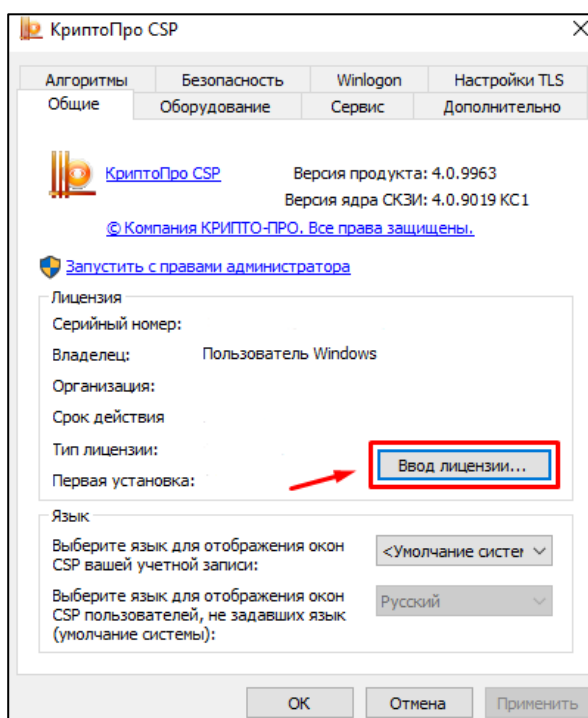 КриптоПро CSP
Алгоритмы Безопасность Winlogon Настройки TLS
Общие Оборудование Сервис Дополнительно
КриптоПро CSP Версия продукта: 4.0.9963
Версия ядра СКЗИ: 4.0.9019 КС1
© Компания КРИПТО-ПРО. Все права защищены.
Запустить с правами администратора
Лицензия
Серийный номер:
Владелец: Пользователь Windows
Организация:
Срок действия
Тип лицензии:
Ввод лицензии...
Первая установка:
Язык
Выберите язык для отображения окон
CSP вашей учетной записи:
<Умолчание систег
Выберите язык для отображения окон
CSP пользователей, не задавших язык
(умолчание системы):
Русский
ОК Отмена Применить